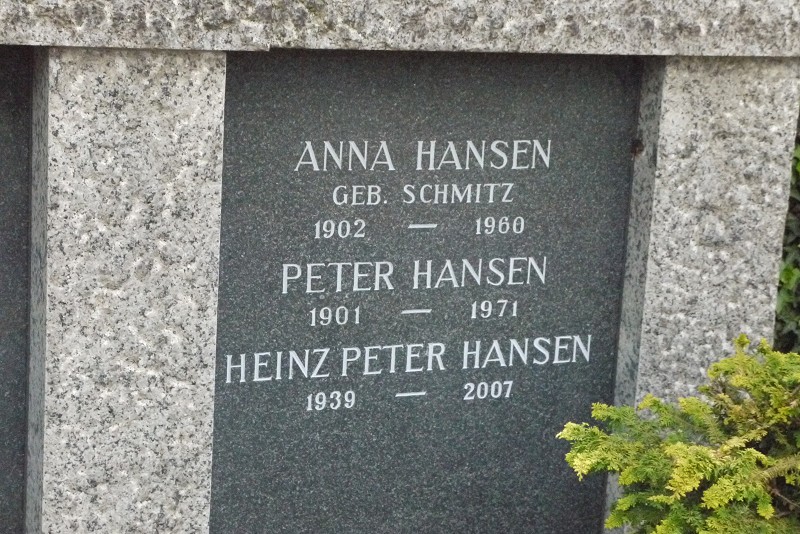 ANNA HANSEN
GEB. SCHMITZ
1902 — 1960
PETER HANSEN
1901 — 1971
HEINZ PETER HANSEN
1939 — 2007